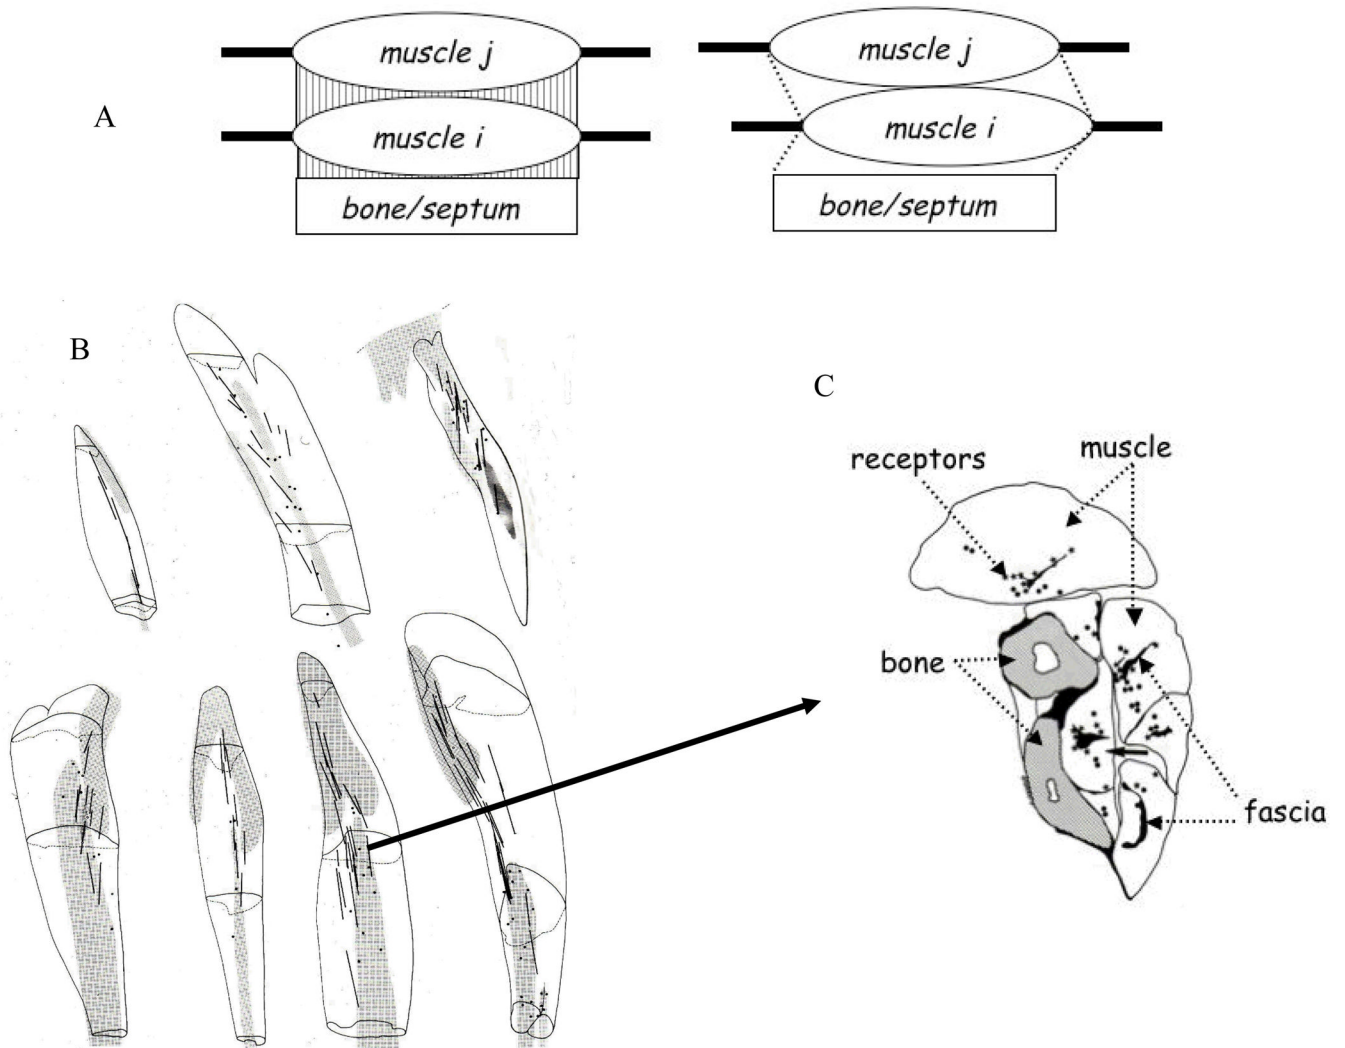 A
muscle j
muscle i
bone/septum
muscle j
muscle i
bone/septum
B
C
receptors
muscle
bone
fascia